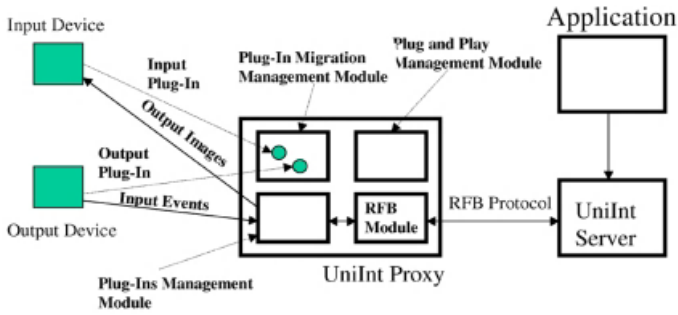 Input Device
Application
Input
Plug-In
Plug-In Migration
Management Module
Plug and Play
Management Module
Output Images
Output
Plug-In
Input Events
Output Device
RFB
Module
RFB Protocol
UniInt
Server
UniInt Proxy
Plug-Ins Management
Module